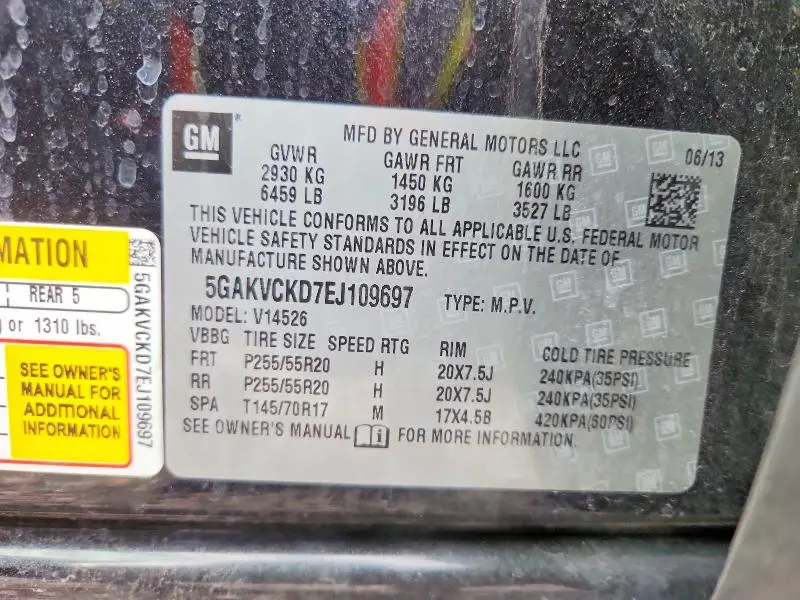 GM
MFD BY GENERAL MOTORS LLC 06/13
GVWR GAWR FRT GAWR RR
2930 KG 1450 KG 1600 KG
6459 LB 3196 LB 3527 LB
THIS VEHICLE CONFORMS TO ALL APPLICABLE U.S. FEDERAL MOTOR
VEHICLE SAFETY STANDARDS IN EFFECT ON THE DATE OF
MANUFACTURE SHOWN ABOVE.
5GAKVCKD7EJ109697 TYPE: M.P.V.
MODEL: V14526
VBBG TIRE SIZE SPEED RTG RIM COLD TIRE PRESSURE
FRT P255/55R20 H 20X7.5J 240KPA(35PSI)
RR P255/55R20 H 20X7.5J 240KPA(35PSI)
SPA T145/70R17 M 17X4.5B 420KPA(60PSI)
SEE OWNER'S MANUAL FOR MORE INFORMATION.
MATION
REAR 5
or 1310 lbs.
SEE OWNER'S
MANUAL FOR
ADDITIONAL
INFORMATION
5GAKVCKD7EJ109697